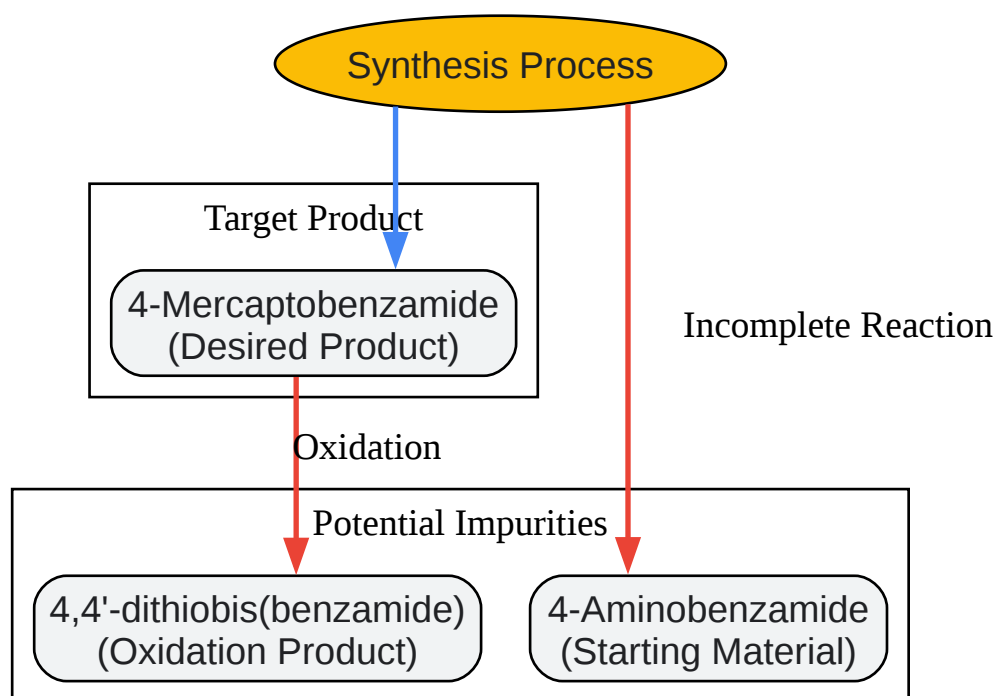 Synthesis Process
Target Product
4-Mercaptobenzamide
(Desired Product)
Incomplete Reaction
Oxidation
Potential Impurities
4,4'-dithiobis(benzamide)
(Oxidation Product)
4-Aminobenzamide
(Starting Material)